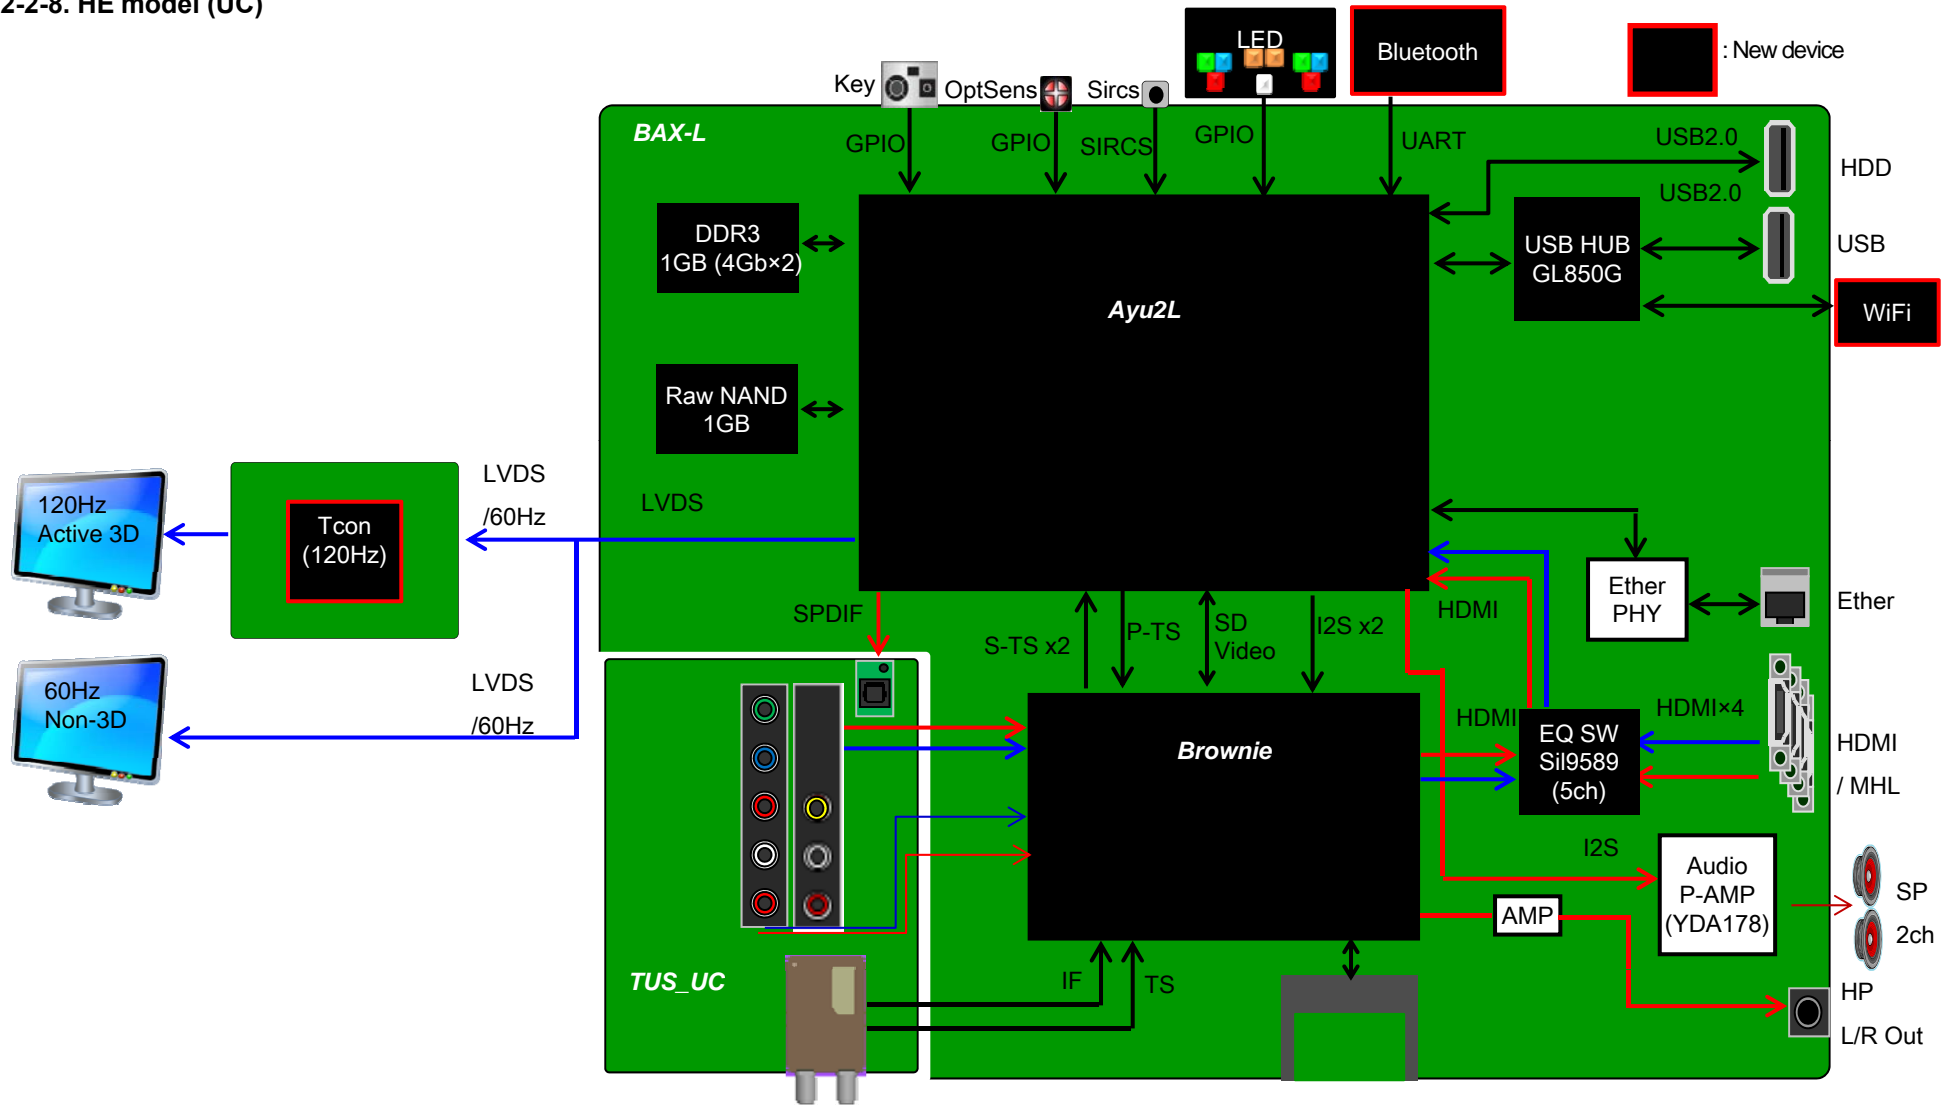 2-2-8. HE model (UC)
LED
Bluetooth
: New device
Key
OptSens
Sircs
BAX-L
GPIO
GPIO
SIRCS
GPIO
UART
USB2.0
HDD
USB2.0
DDR3
1GB (4Gb×2)
USB HUB
GL850G
USB
Ayu2L
WiFi
Raw NAND
1GB
LVDS
/60Hz
LVDS
120Hz
Active 3D
Tcon
(120Hz)
Ether
PHY
Ether
SPDIF
S-TS x2
P-TS
SD
Video
I2S x2
HDMI
60Hz
Non-3D
LVDS
/60Hz
HDMI
HDMI×4
Brownie
EQ SW
SiI9589
(5ch)
HDMI
/ MHL
I2S
Audio
P-AMP
(YDA178)
SP
2ch
AMP
TUS_UC
IF
TS
HP
L/R Out